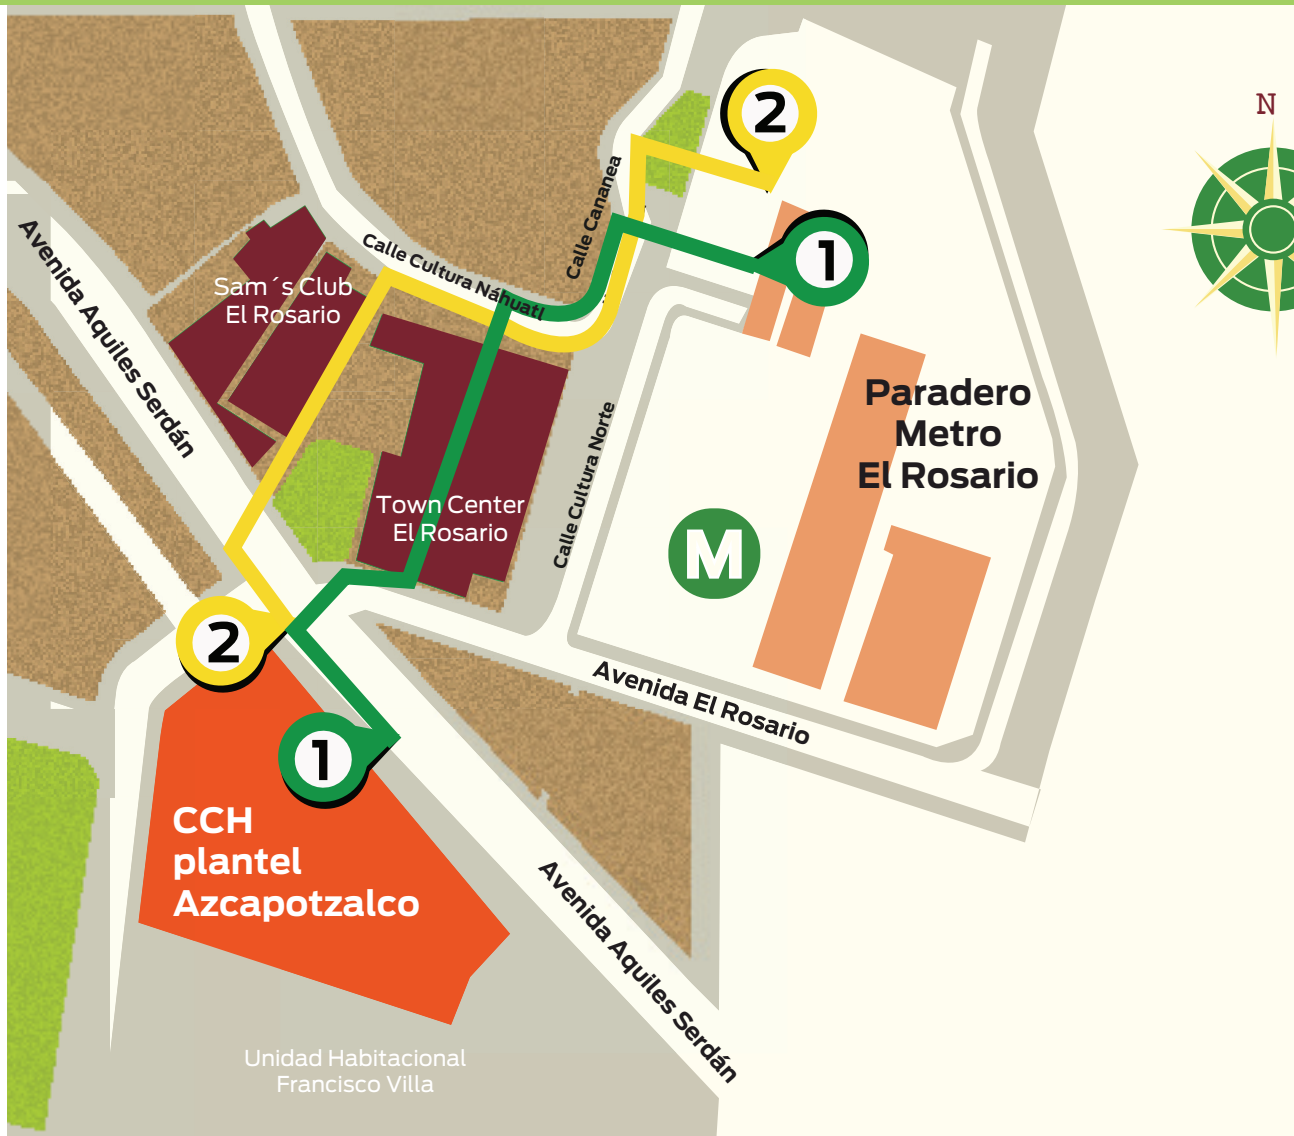 N
2
1
Calle Cananea
Calle Cultura Náhuatl
Avenida Aquiles Serdán
Sam´s Club
El Rosario
Paradero
Metro
El Rosario
Calle Cultura Norte
Town Center
El Rosario
M
2
Avenida El Rosario
1
CCH
plantel
Azcapotzalco
Avenida Aquiles Serdán
Unidad Habitacional
Francisco Villa